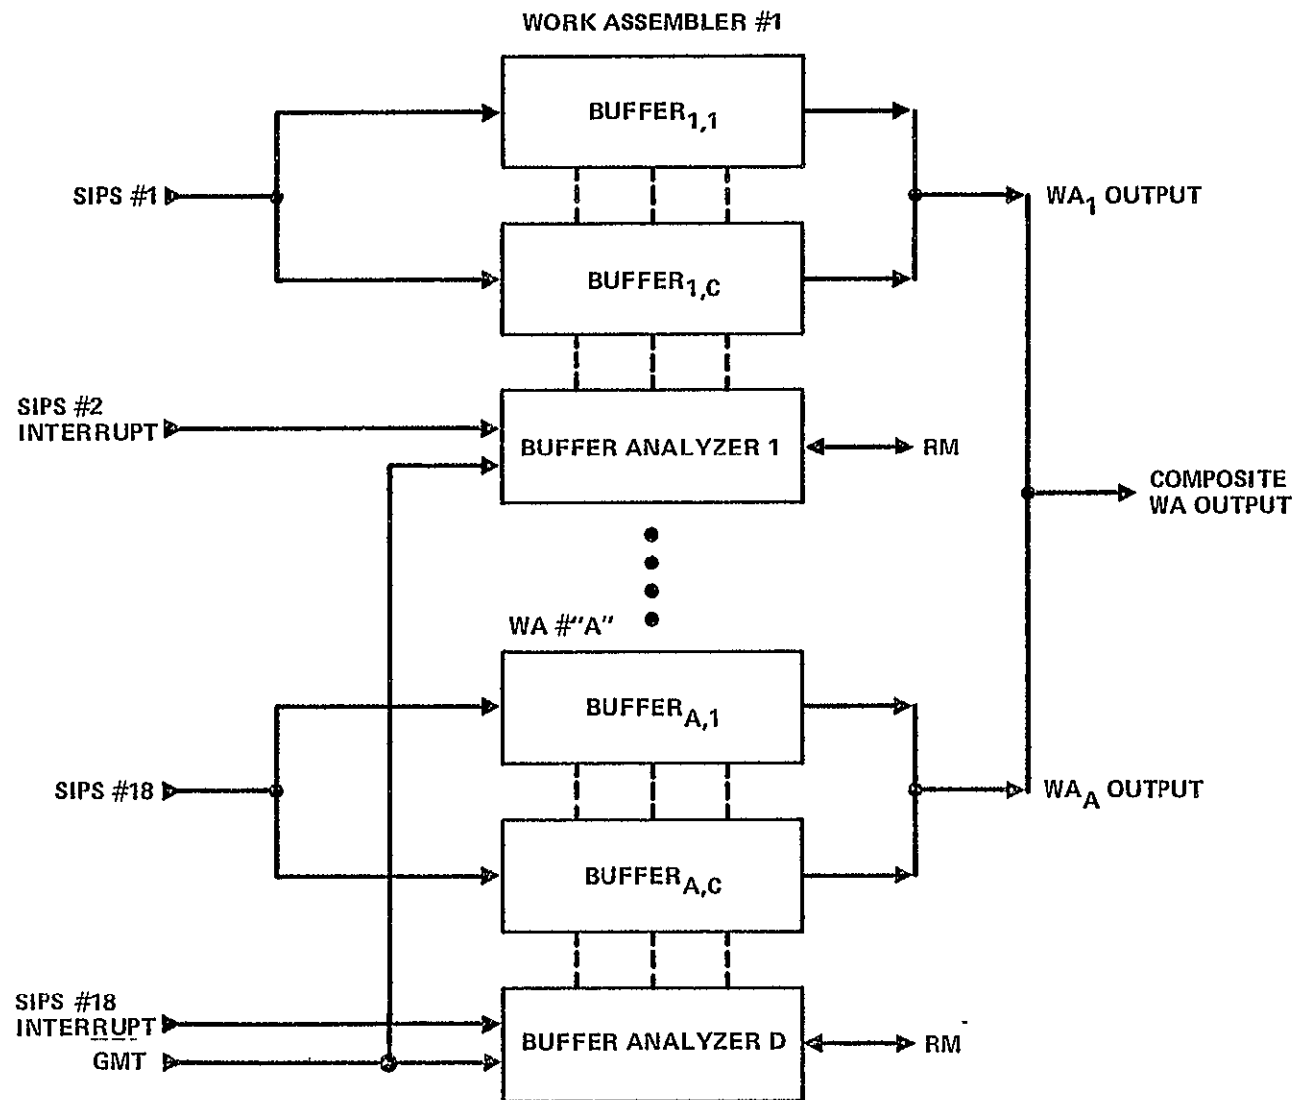 WORK ASSEMBLER #1
BUFFER1,1
SIPS #1
WA1 OUTPUT
BUFFER1,C
SIPS #2
INTERRUPT
BUFFER ANALYZER 1
RM
COMPOSITE
WA OUTPUT
WA #"A"
BUFFERA,1
SIPS #18
WAA OUTPUT
BUFFERA,C
SIPS #18
INTERRUPT
GMT
BUFFER ANALYZER D
RM